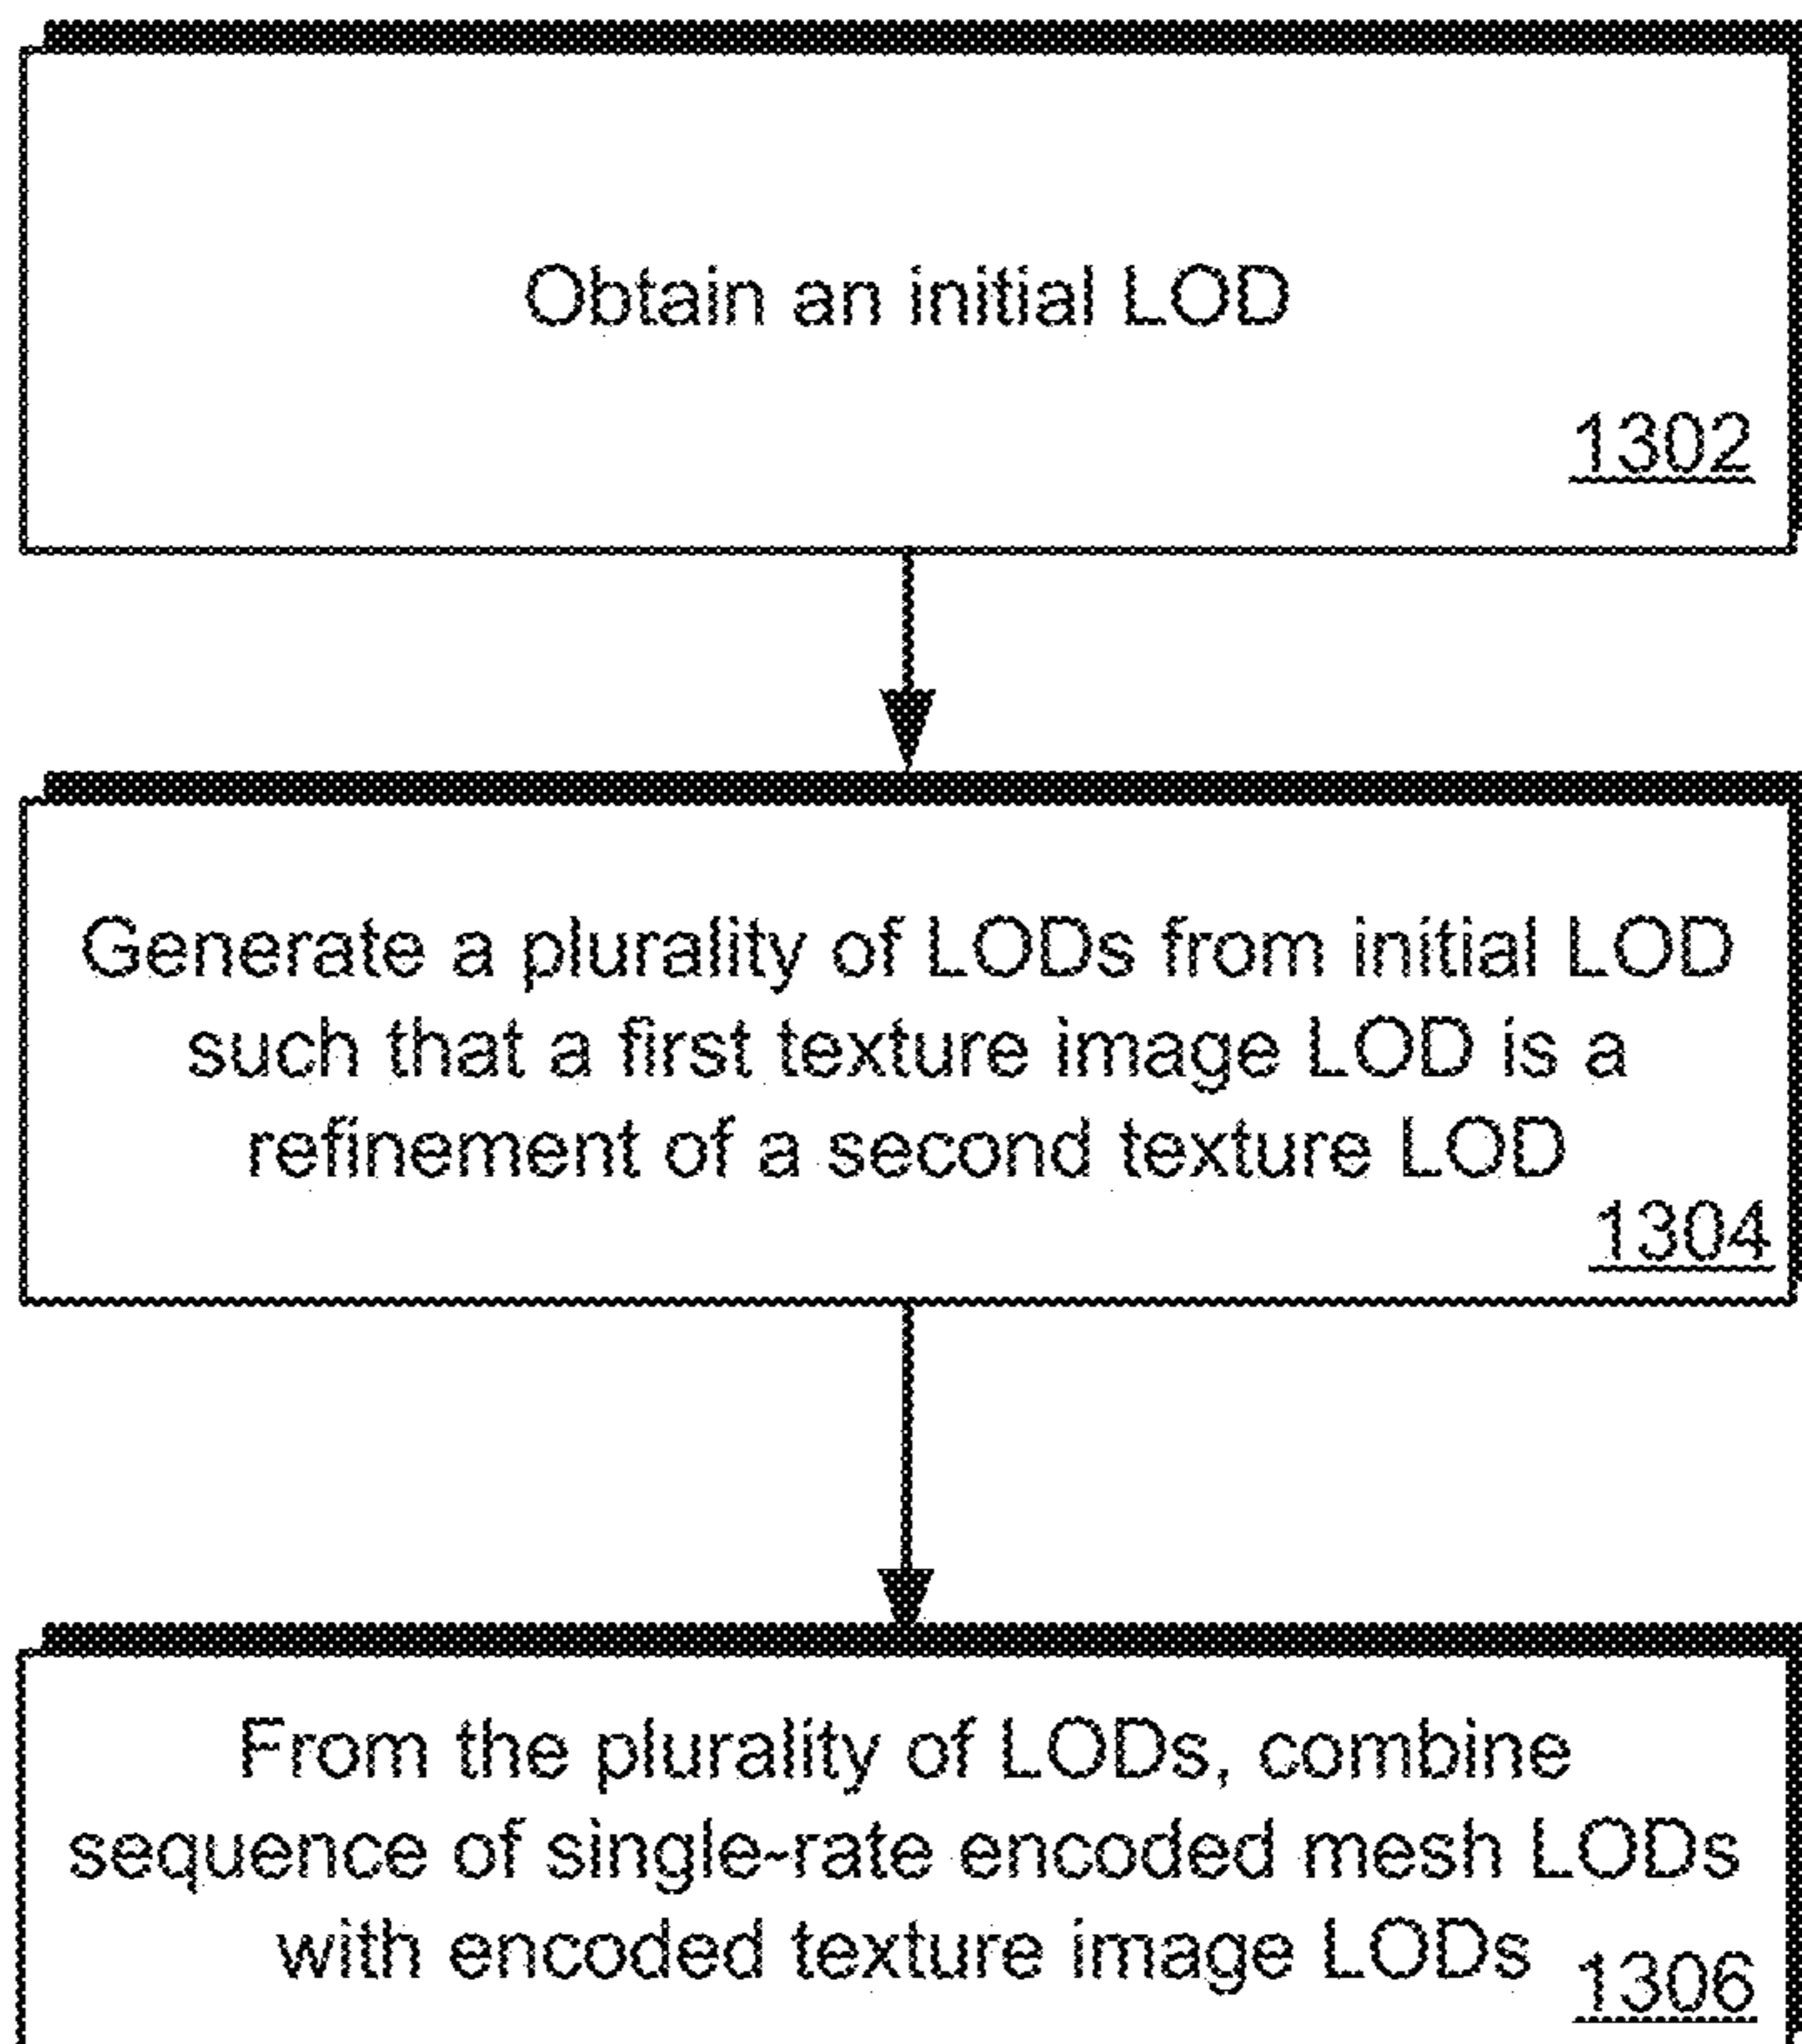 Obtain an initial LOD
1302
Generate a plurality of LODs from initial LOD
such that a first texture image LOD is a
refinement of a second texture LOD
1304
From the plurality of LODs, combine
sequence of single-rate encoded mesh LODs
with encoded texture image LODs
1306